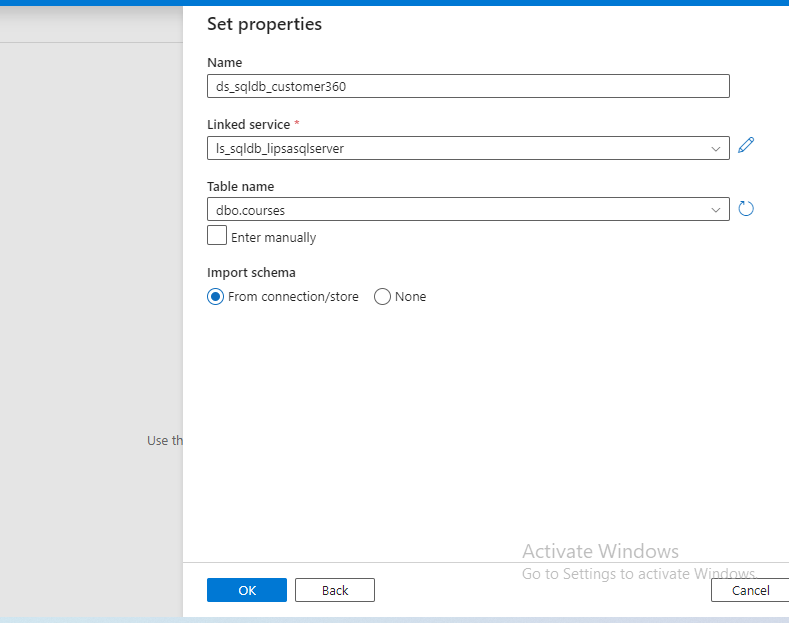 Set properties
Name
ds_sqldb_customer360
Linked service *
ls_sqldb_lipsasqlserver
Table name
dbo.courses
Enter manually
Import schema
From connection/store None
Use th
Activate Windows
Go to Settings to activate Windows.
OK Back Cancel